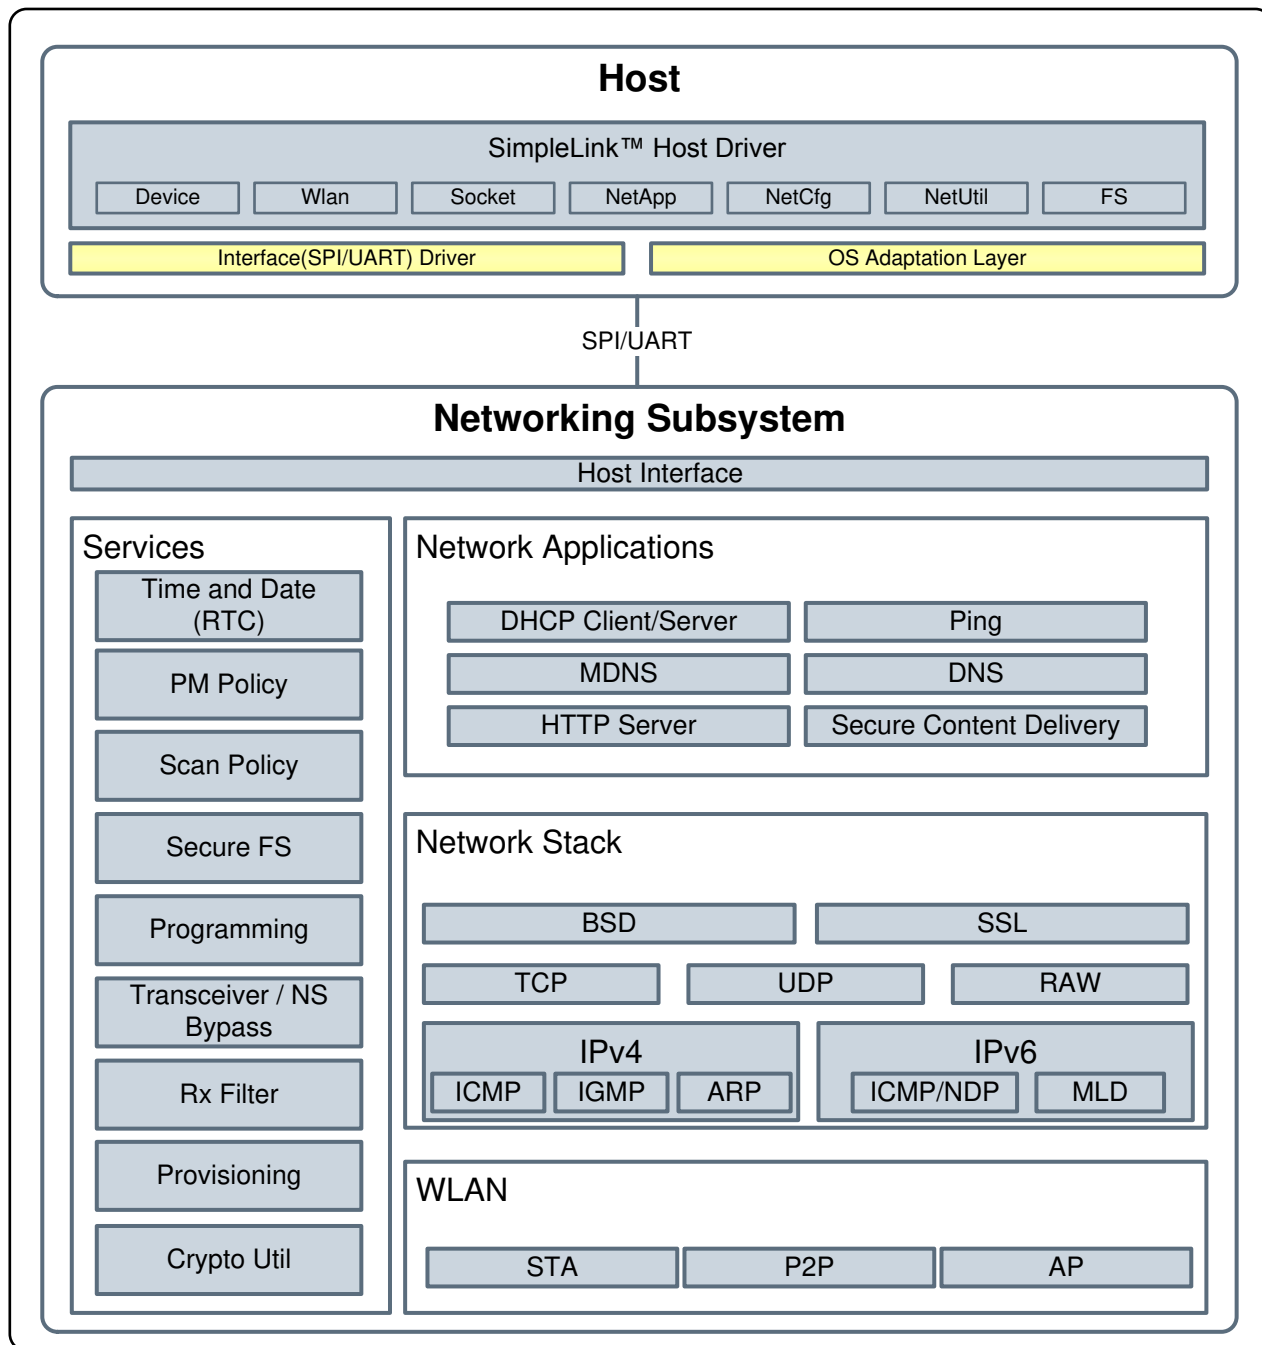 Host
SimpleLink™ Host Driver
Device
Wlan
Socket
NetApp
NetCfg
NetUtil
FS
Interface(SPI/UART) Driver
OS Adaptation Layer
SPI/UART
Networking Subsystem
Host Interface
Services
Time and Date
(RTC)
PM Policy
Scan Policy
Secure FS
Programming
Transceiver / NS
Bypass
Rx Filter
Provisioning
Crypto Util
Network Applications
DHCP Client/Server
Ping
MDNS
DNS
HTTP Server
Secure Content Delivery
Network Stack
BSD
SSL
TCP
UDP
RAW
IPv4
ICMP
IGMP
ARP
IPv6
ICMP/NDP
MLD
WLAN
STA
P2P
AP